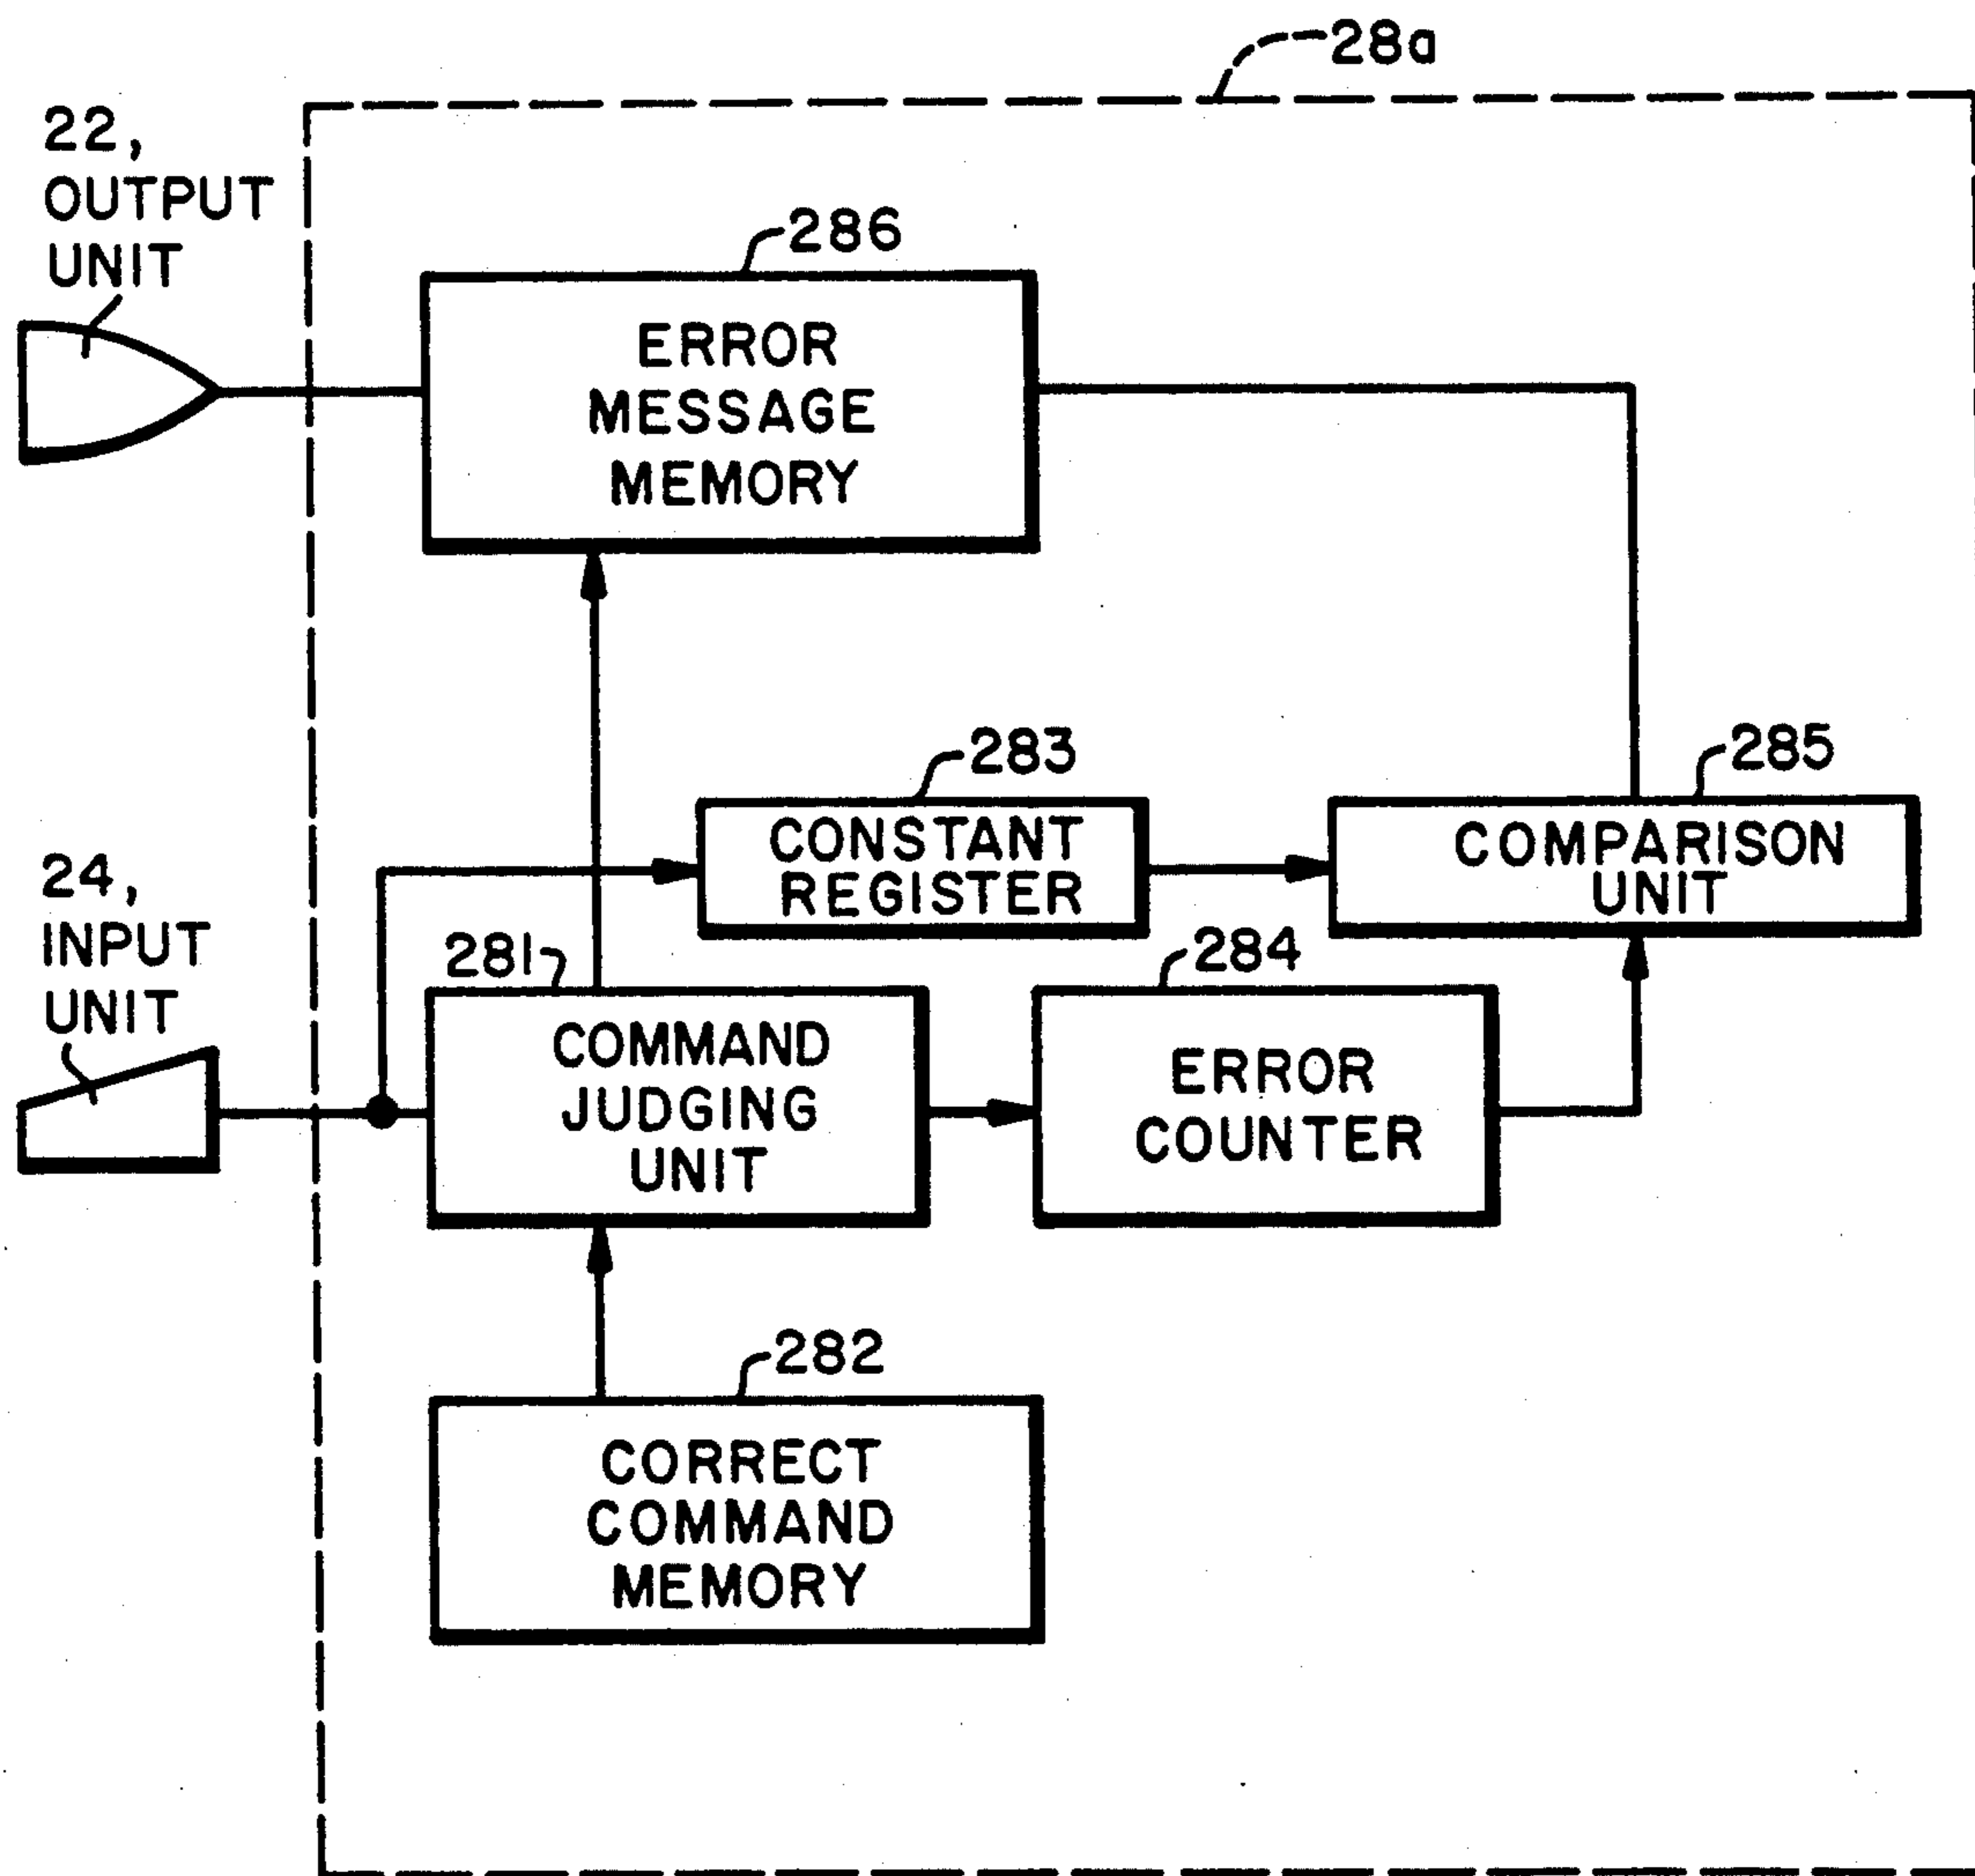 28a
22,
OUTPUT
UNIT
286
ERROR
MESSAGE
MEMORY
283
CONSTANT
REGISTER
285
COMPARISON
UNIT
24,
INPUT
UNIT
281
COMMAND
JUDGING
UNIT
284
ERROR
COUNTER
282
CORRECT
COMMAND
MEMORY